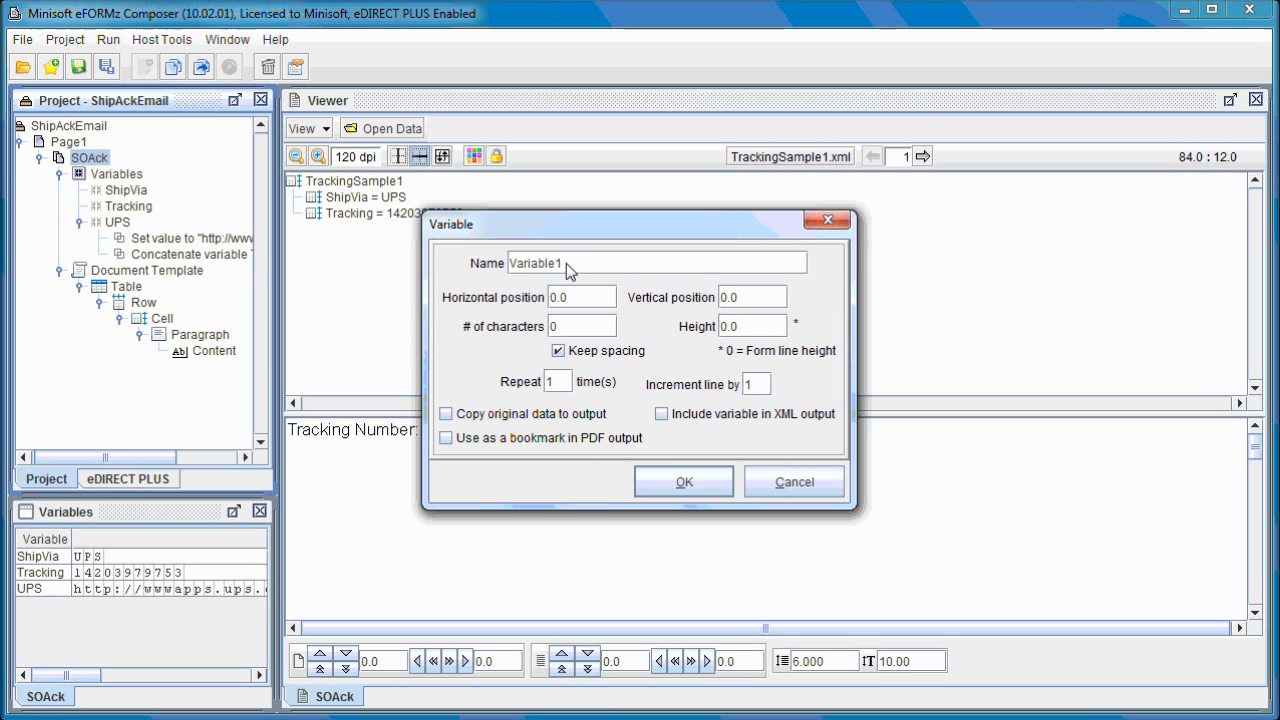 Minisoft eFORMz Composer (10.02.01), Licensed to Minisoft, eDIRECT PLUS Enabled
File Project Run Host Tools Window Help
Project - ShipAckEmail
ShipAckEmail
Page1
SOAck
Variables
ShipVia
Tracking
UPS
Set value to "http://www
Concatenate variable
Document Template
Table
Row
Cell
Paragraph
Ab| Content
Project eDIRECT PLUS
Variables
Variable
ShipVia UPS
Tracking 14203979753
UPS http://wwwapps.ups.
SOAck
Viewer
View Open Data
120 dpi TrackingSample1.xml 1 84.0 : 12.0
TrackingSample1
ShipVia = UPS
Tracking = 14203
Tracking Number:
Variable
Name Variable1
Horizontal position 0.0 Vertical position 0.0
# of characters 0 Height 0.0 *
Keep spacing * 0 = Form line height
Repeat 1 time(s) Increment line by 1
Copy original data to output Include variable in XML output
Use as a bookmark in PDF output
OK Cancel
0.0 0.0 0.0 0.0 6.000 10.00
SOAck